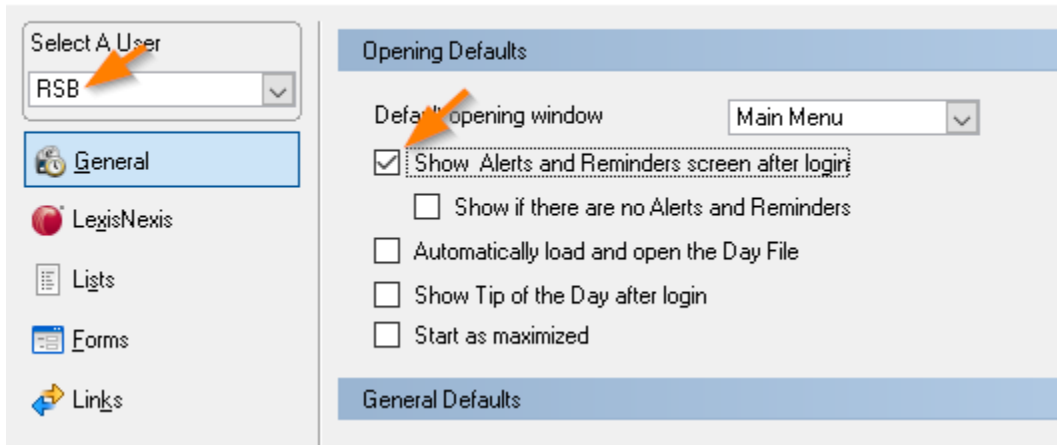 Select A User
RSB
General
LexisNexis
Lists
Forms
Links
Opening Defaults
Default opening window Main Menu
Show Alerts and Reminders screen after login
Show if there are no Alerts and Reminders
Automatically load and open the Day File
Show Tip of the Day after login
Start as maximized
General Defaults